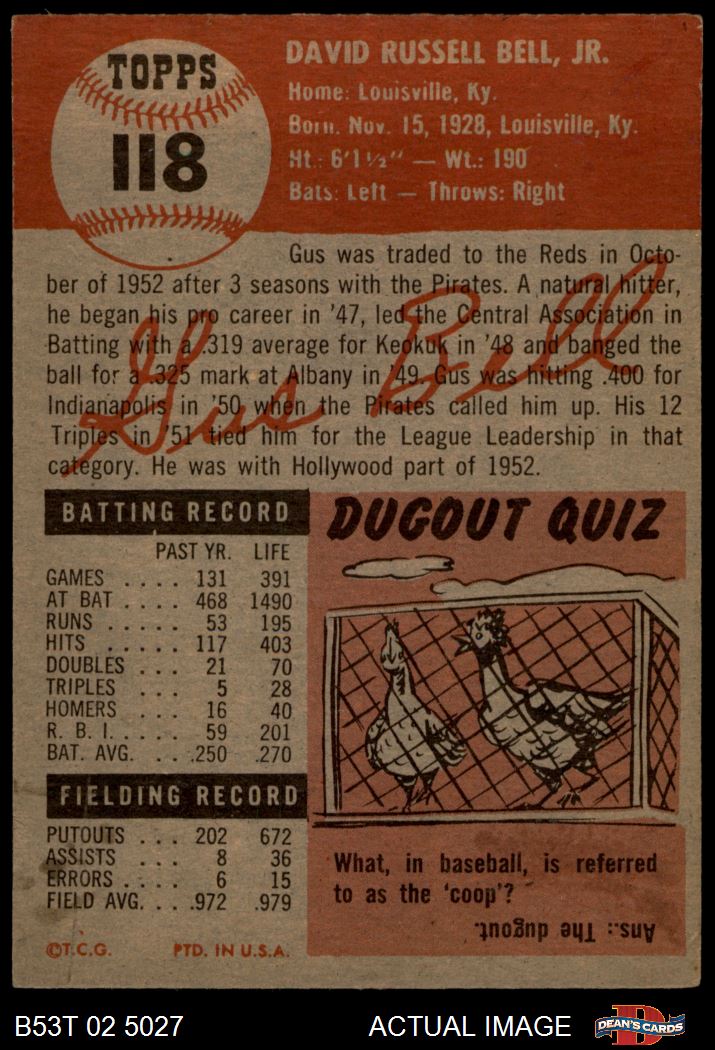 TOPPS
118
DAVID RUSSELL BELL, JR.
Home: Louisville, Ky.
Born: Nov. 15, 1928, Louisville, Ky.
Ht.: 6'1½" — Wt.: 190
Bats: Left — Throws: Right
Gus was traded to the Reds in Octo-
ber of 1952 after 3 seasons with the Pirates. A natural hitter,
he began his pro career in '47, led the Central Association in
Batting with a .319 average for Keokuk in '48 and banged the
ball for a .325 mark at Albany in '49. Gus was hitting .400 for
Indianapolis in '50 when the Pirates called him up. His 12
Triples in '51 tied him for the League Leadership in that
category. He was with Hollywood part of 1952.
Gus Bell
BATTING RECORD
PAST YR. LIFE
GAMES .... 131 391
AT BAT .... 468 1490
RUNS ..... 53 195
HITS ..... 117 403
DOUBLES ... 21 70
TRIPLES ... 5 28
HOMERS ... 16 40
R. B. I. .... 59 201
BAT. AVG. ... .250 .270
FIELDING RECORD
PUTOUTS ... 202 672
ASSISTS ... 8 36
ERRORS .... 6 15
FIELD AVG. .. .972 .979
©T.C.G. PTD. IN U.S.A.
DUGOUT QUIZ
What, in baseball, is referred
to as the 'coop'?
Ans.: The dugout.
B53T 02 5027
ACTUAL IMAGE
D
DEAN'S CARDS